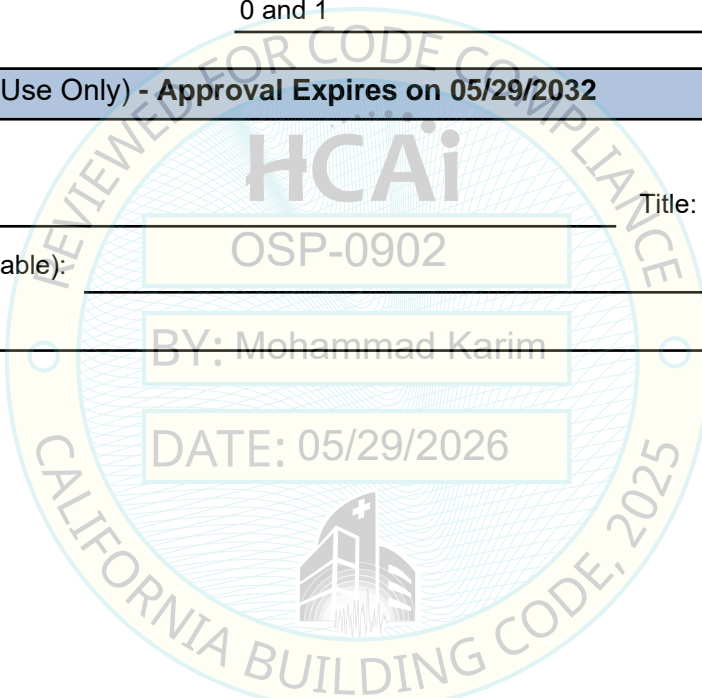 0 and 1
Use Only) - Approval Expires on 05/29/2032
REVIEWED FOR CODE COMPLIANCE
HCAi
Title:
OSP-0902
able):
BY: Mohammad Karim
DATE: 05/29/2026
CALIFORNIA BUILDING CODE, 2025